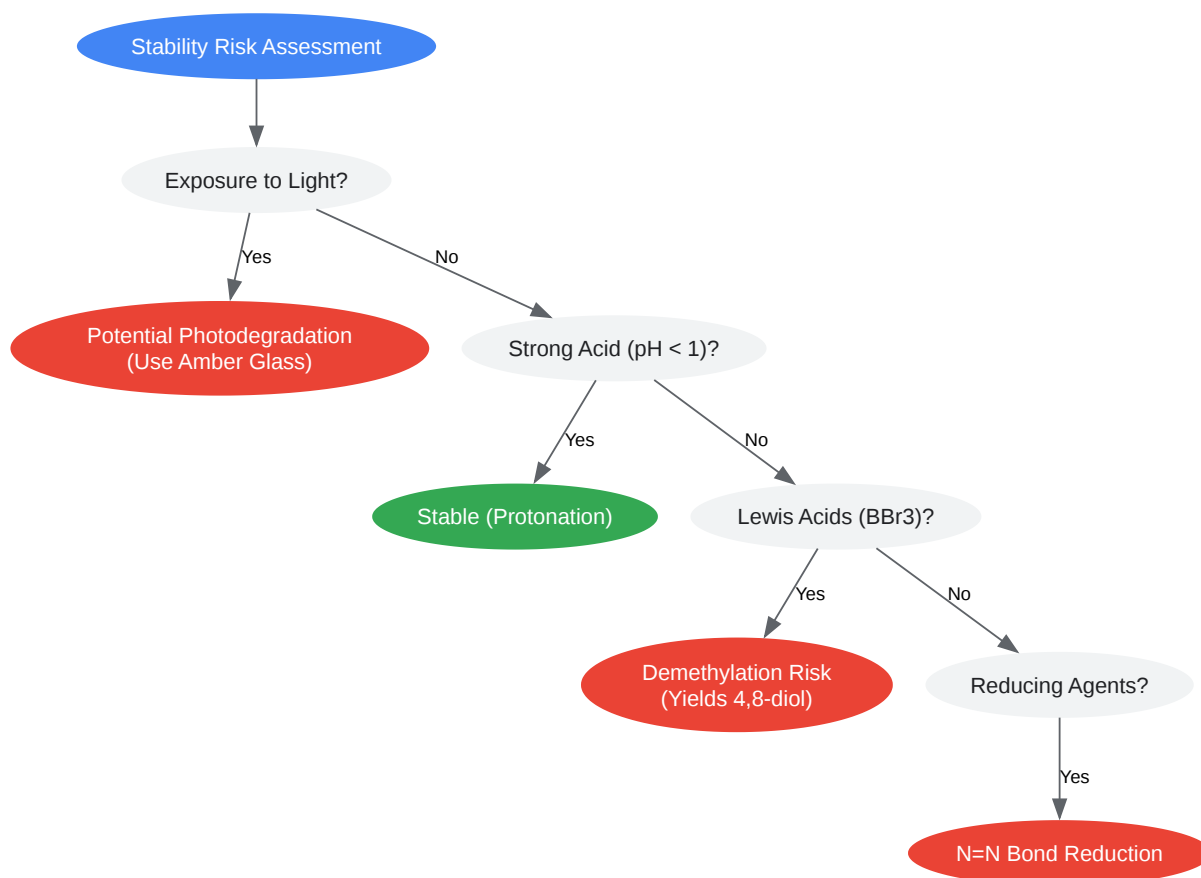 Stability Risk Assessment
Exposure to Light?
Yes
No
Potential Photodegradation
(Use Amber Glass)
Strong Acid (pH < 1)?
Yes
No
Stable (Protonation)
Lewis Acids (BBr3)?
Yes
No
Demethylation Risk
(Yields 4,8-diol)
Reducing Agents?
Yes
N=N Bond Reduction